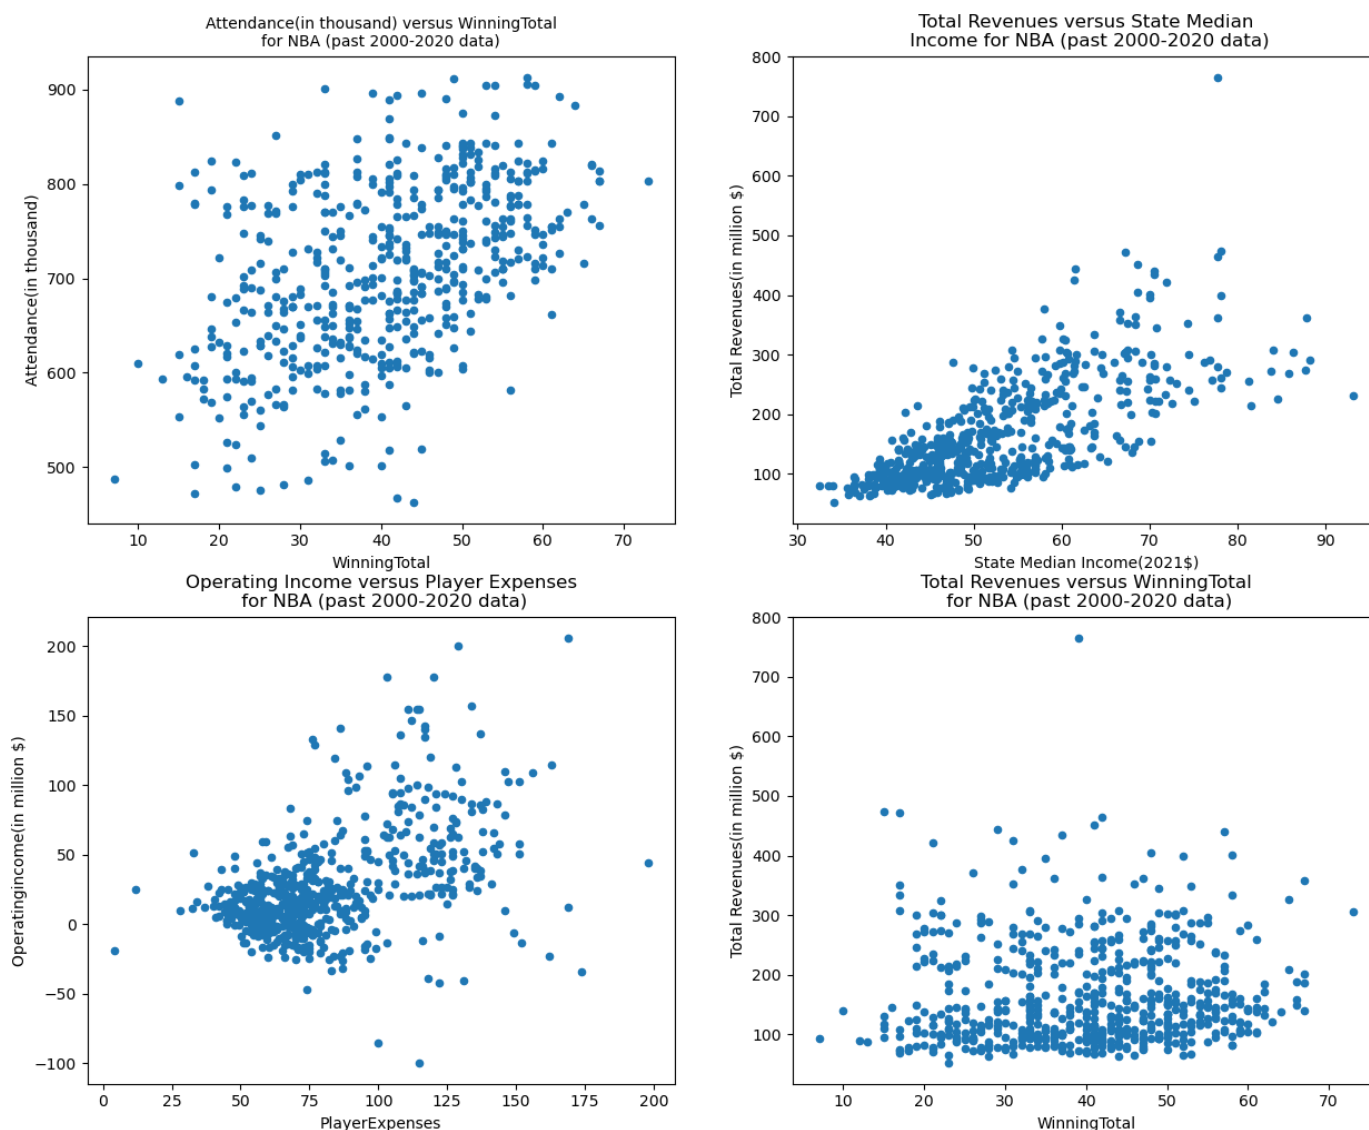 Attendance(in thousand) versus WinningTotal
for NBA (past 2000-2020 data)
Attendance(in thousand)
900
800
700
600
500
10 20 30 40 50 60 70
WinningTotal
Total Revenues versus State Median
Income for NBA (past 2000-2020 data)
Total Revenues(in million $)
800
700
600
500
400
300
200
100
30 40 50 60 70 80 90
State Median Income(2021$)
Operating Income versus Player Expenses
for NBA (past 2000-2020 data)
Operatingincome(in million $)
200
150
100
50
0
−50
−100
0 25 50 75 100 125 150 175 200
PlayerExpenses
Total Revenues versus WinningTotal
for NBA (past 2000-2020 data)
Total Revenues(in million $)
800
700
600
500
400
300
200
100
10 20 30 40 50 60 70
WinningTotal